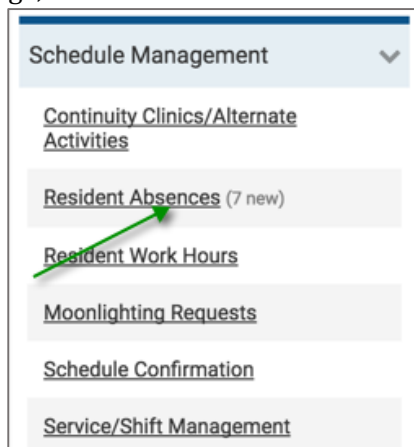 Schedule Management
Continuity Clinics/Alternate
Activities
Resident Absences (7 new)
Resident Work Hours
Moonlighting Requests
Schedule Confirmation
Service/Shift Management